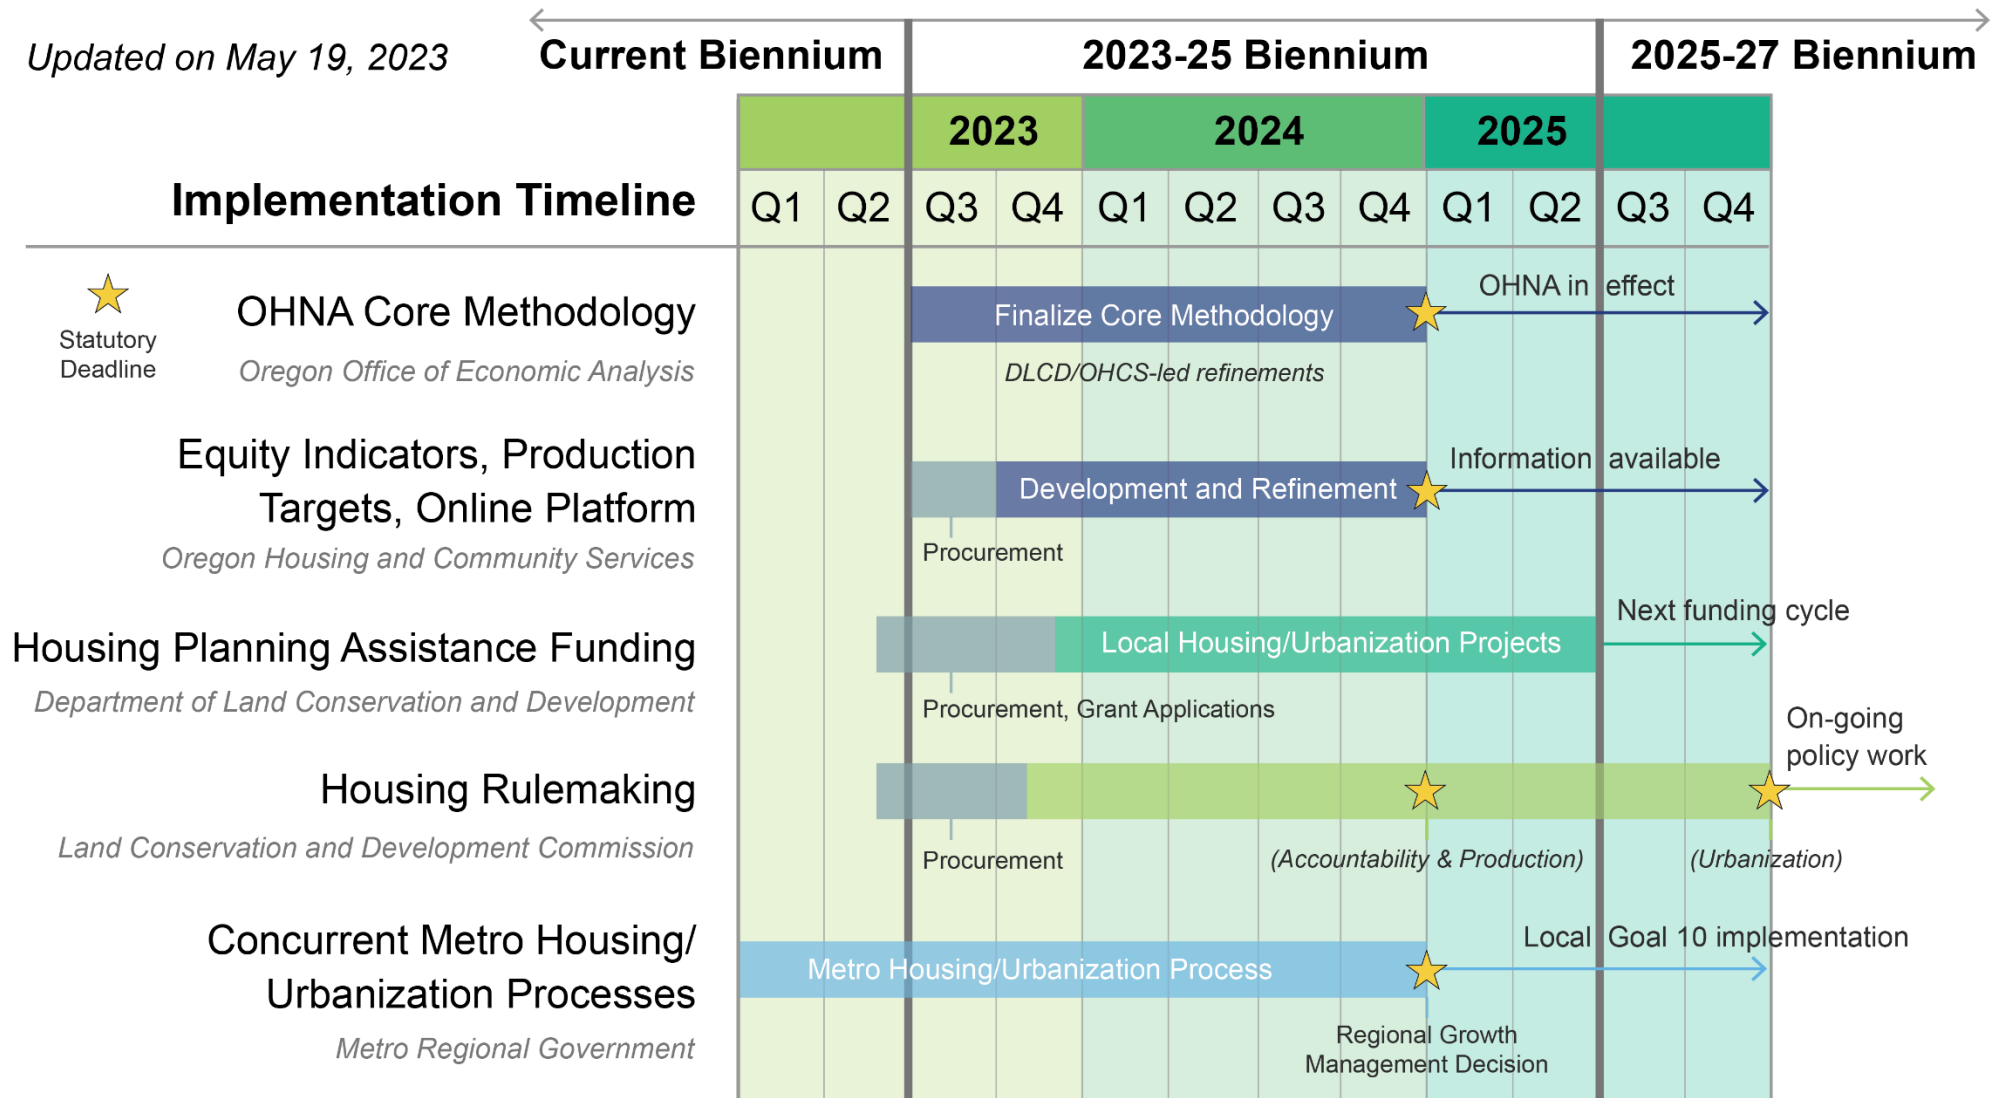 Updated on May 19, 2023
Current Biennium
2023-25 Biennium
2025-27 Biennium
2023
2024
2025
Implementation Timeline
Q1 Q2 Q3 Q4 Q1 Q2 Q3 Q4 Q1 Q2 Q3 Q4
Statutory
Deadline
OHNA Core Methodology
Oregon Office of Economic Analysis
Finalize Core Methodology
DLCD/OHCS-led refinements
OHNA in effect
Equity Indicators, Production
Targets, Online Platform
Oregon Housing and Community Services
Development and Refinement
Procurement
Information available
Housing Planning Assistance Funding
Department of Land Conservation and Development
Local Housing/Urbanization Projects
Procurement, Grant Applications
Next funding cycle
Housing Rulemaking
Land Conservation and Development Commission
Procurement
(Accountability & Production)
(Urbanization)
On-going
policy work
Concurrent Metro Housing/
Urbanization Processes
Metro Regional Government
Metro Housing/Urbanization Process
Local Goal 10 implementation
Regional Growth
Management Decision